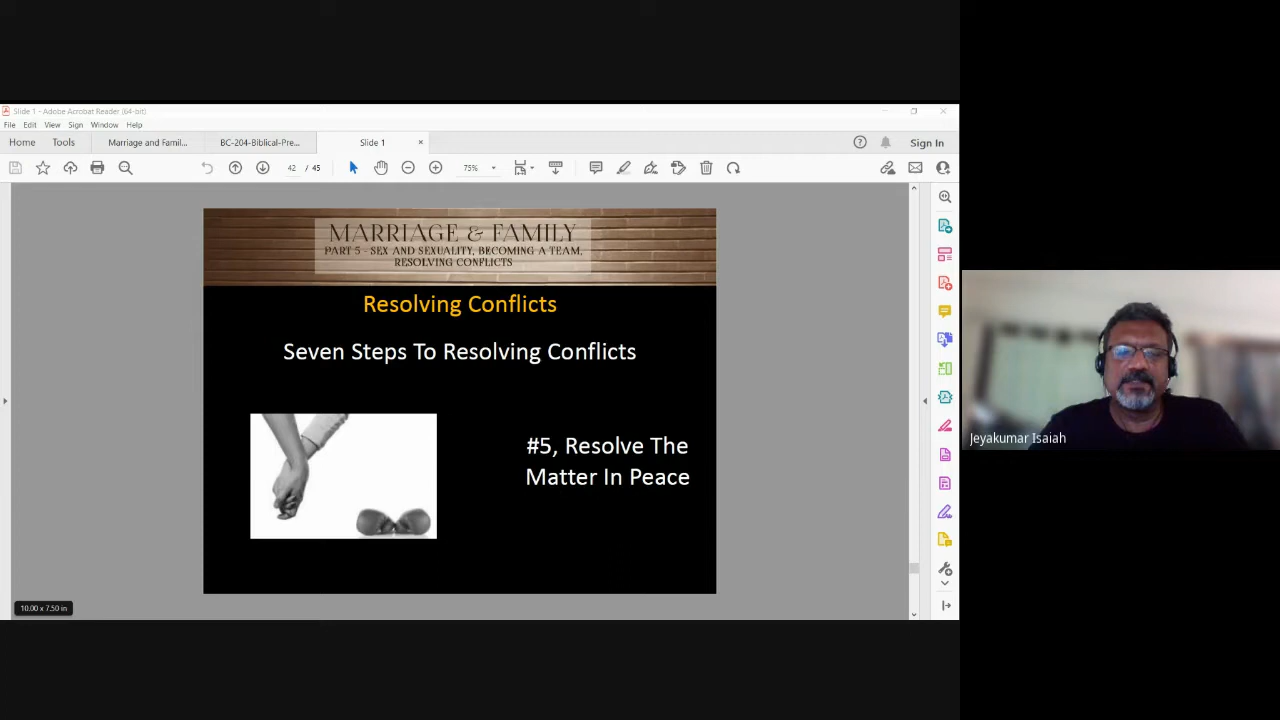 Slide 1 - Adobe Acrobat Reader (64-bit)
File Edit View Sign Window Help
Home Tools Marriage and Famil... BC-204-Biblical-Pre... Slide 1 × Sign In
42 / 45 75%
MARRIAGE & FAMILY
PART 5 - SEX AND SEXUALITY, BECOMING A TEAM,
RESOLVING CONFLICTS
Resolving Conflicts
Seven Steps To Resolving Conflicts
#5, Resolve The
Matter In Peace
Jeyakumar Isaiah
10.00 x 7.50 in